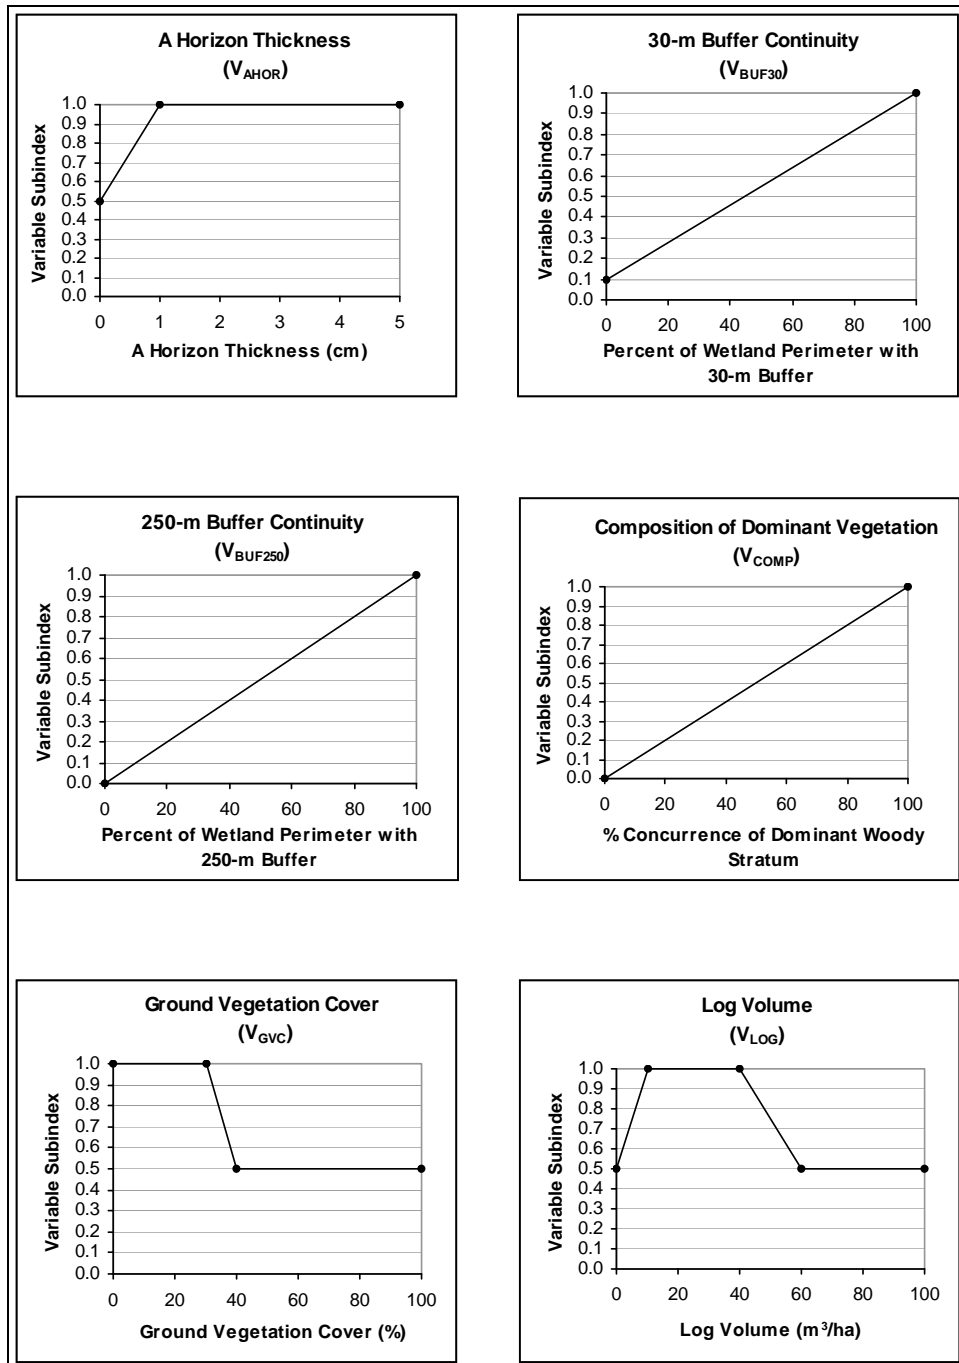 A Horizon Thickness
(V_AHOR)
1.0
0.9
0.8
0.7
0.6
0.5
0.4
0.3
0.2
0.1
0.0
Variable Subindex
0 1 2 3 4 5
A Horizon Thickness (cm)
30-m Buffer Continuity
(V_BUF30)
1.0
0.9
0.8
0.7
0.6
0.5
0.4
0.3
0.2
0.1
0.0
Variable Subindex
0 20 40 60 80 100
Percent of Wetland Perimeter with
30-m Buffer
250-m Buffer Continuity
(V_BUF250)
1.0
0.9
0.8
0.7
0.6
0.5
0.4
0.3
0.2
0.1
0.0
Variable Subindex
0 20 40 60 80 100
Percent of Wetland Perimeter with
250-m Buffer
Composition of Dominant Vegetation
(V_COMP)
1.0
0.9
0.8
0.7
0.6
0.5
0.4
0.3
0.2
0.1
0.0
Variable Subindex
0 20 40 60 80 100
% Concurrence of Dominant Woody
Stratum
Ground Vegetation Cover
(V_GVC)
1.0
0.9
0.8
0.7
0.6
0.5
0.4
0.3
0.2
0.1
0.0
Variable Subindex
0 20 40 60 80 100
Ground Vegetation Cover (%)
Log Volume
(V_LOG)
1.0
0.9
0.8
0.7
0.6
0.5
0.4
0.3
0.2
0.1
0.0
Variable Subindex
0 20 40 60 80 100
Log Volume (m³/ha)